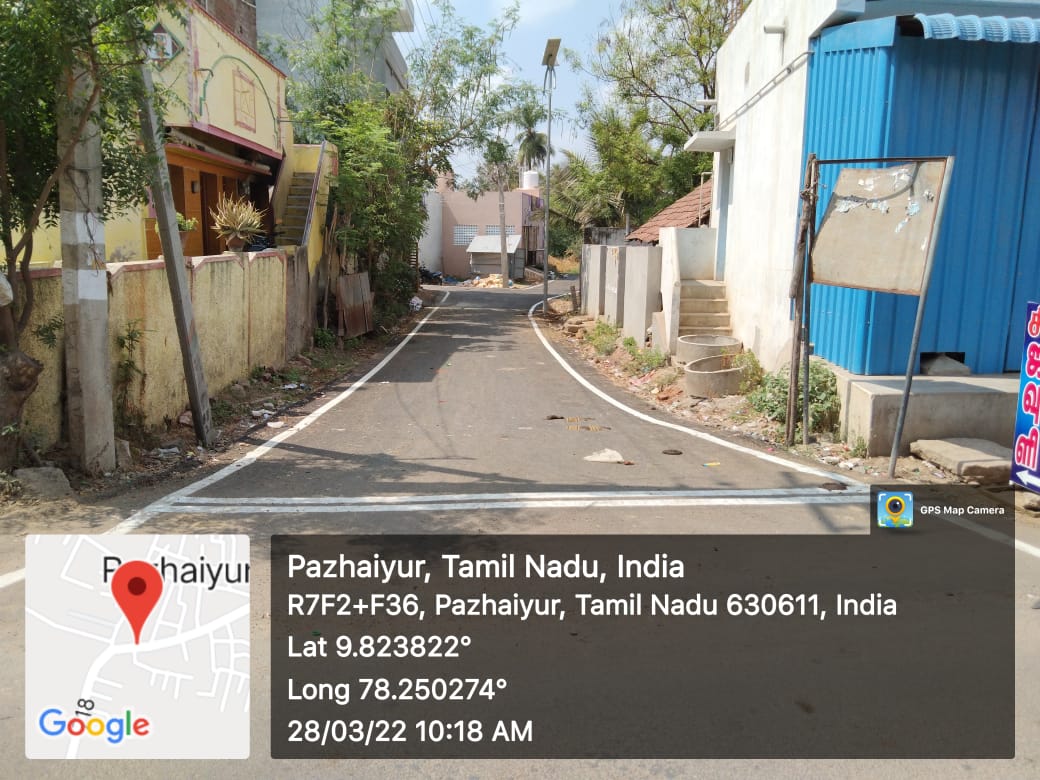 GPS Map Camera
Pazhaiyur
Pazhaiyur, Tamil Nadu, India
R7F2+F36, Pazhaiyur, Tamil Nadu 630611, India
Lat 9.823822°
Long 78.250274°
28/03/22 10:18 AM
18
Google